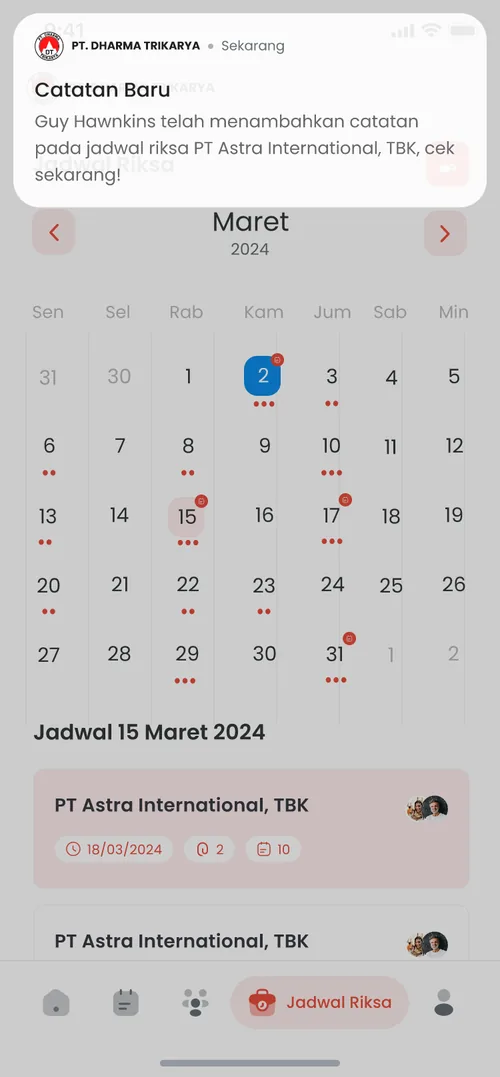 9:41
PT. DHARMA TRIKARYA • Sekarang
Catatan Baru
Guy Hawnkins telah menambahkan catatan
pada jadwal riksa PT Astra International, TBK, cek
sekarang!
Jadwal Riksa
Maret
2024
Sen Sel Rab Kam Jum Sab Min
31 30 1 2 3 4 5
6 7 8 9 10 11 12
13 14 15 16 17 18 19
20 21 22 23 24 25 26
27 28 29 30 31 1 2
Jadwal 15 Maret 2024
PT Astra International, TBK
18/03/2024 2 10
PT Astra International, TBK
Jadwal Riksa